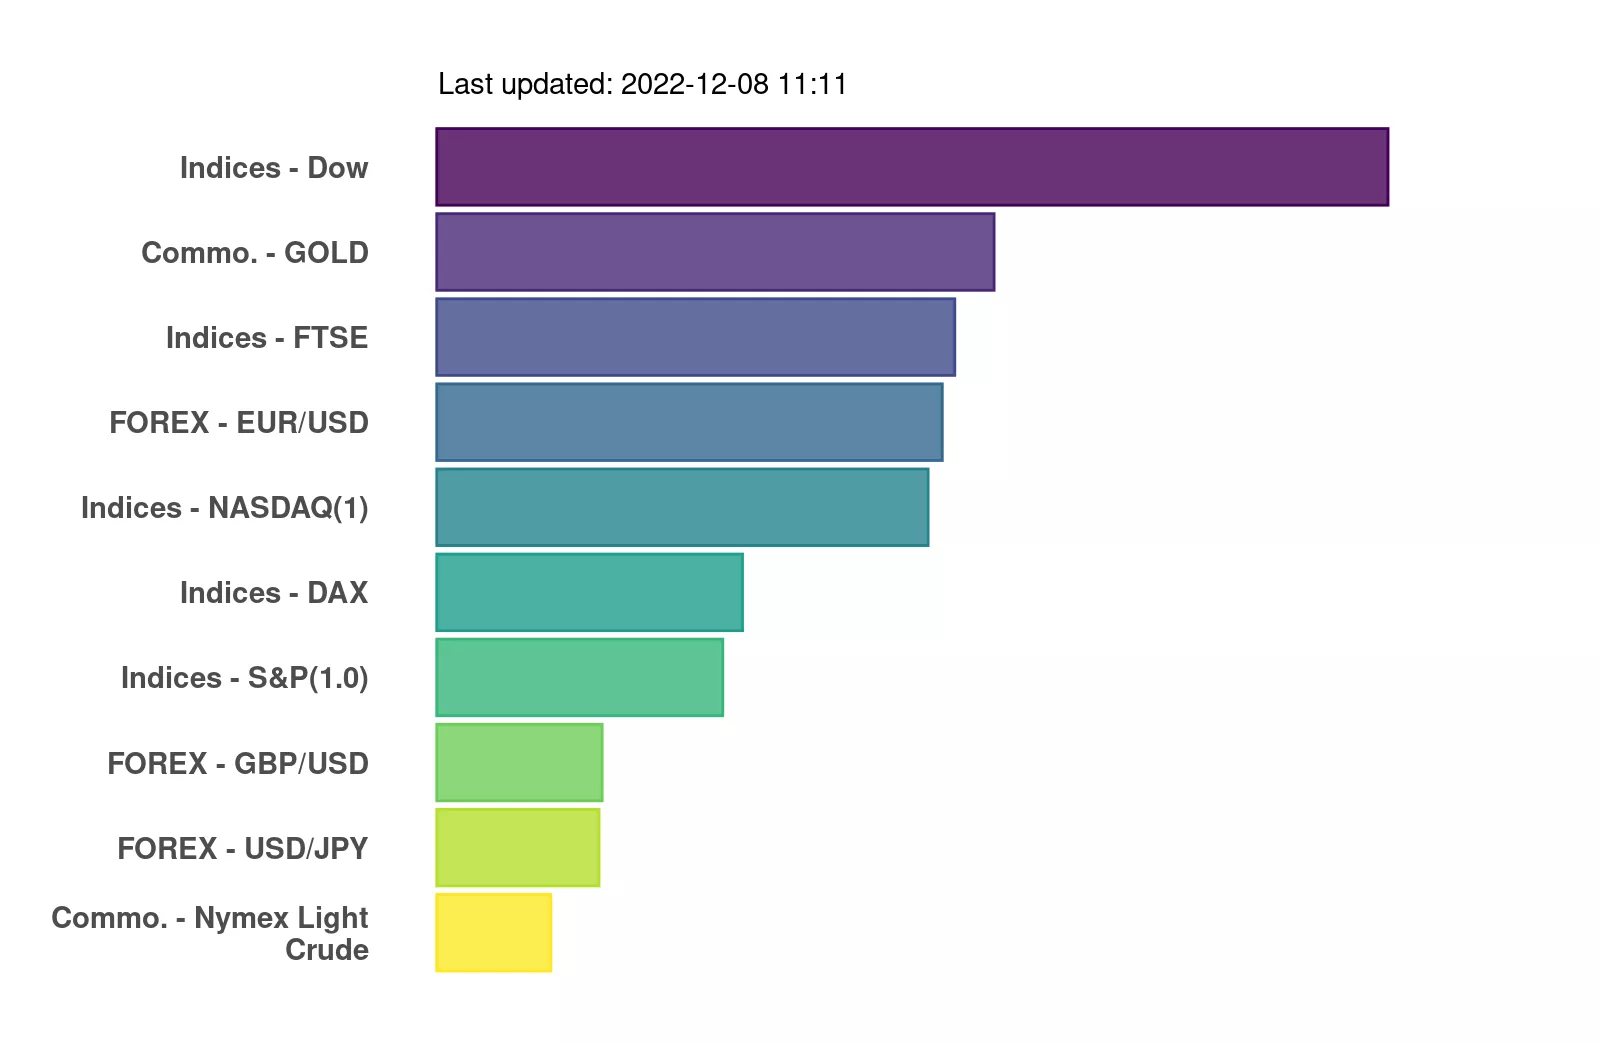 Last updated: 2022-12-08 11:11
Indices - Dow
Commo. - GOLD
Indices - FTSE
FOREX - EUR/USD
Indices - NASDAQ(1)
Indices - DAX
Indices - S&P(1.0)
FOREX - GBP/USD
FOREX - USD/JPY
Commo. - Nymex Light
Crude